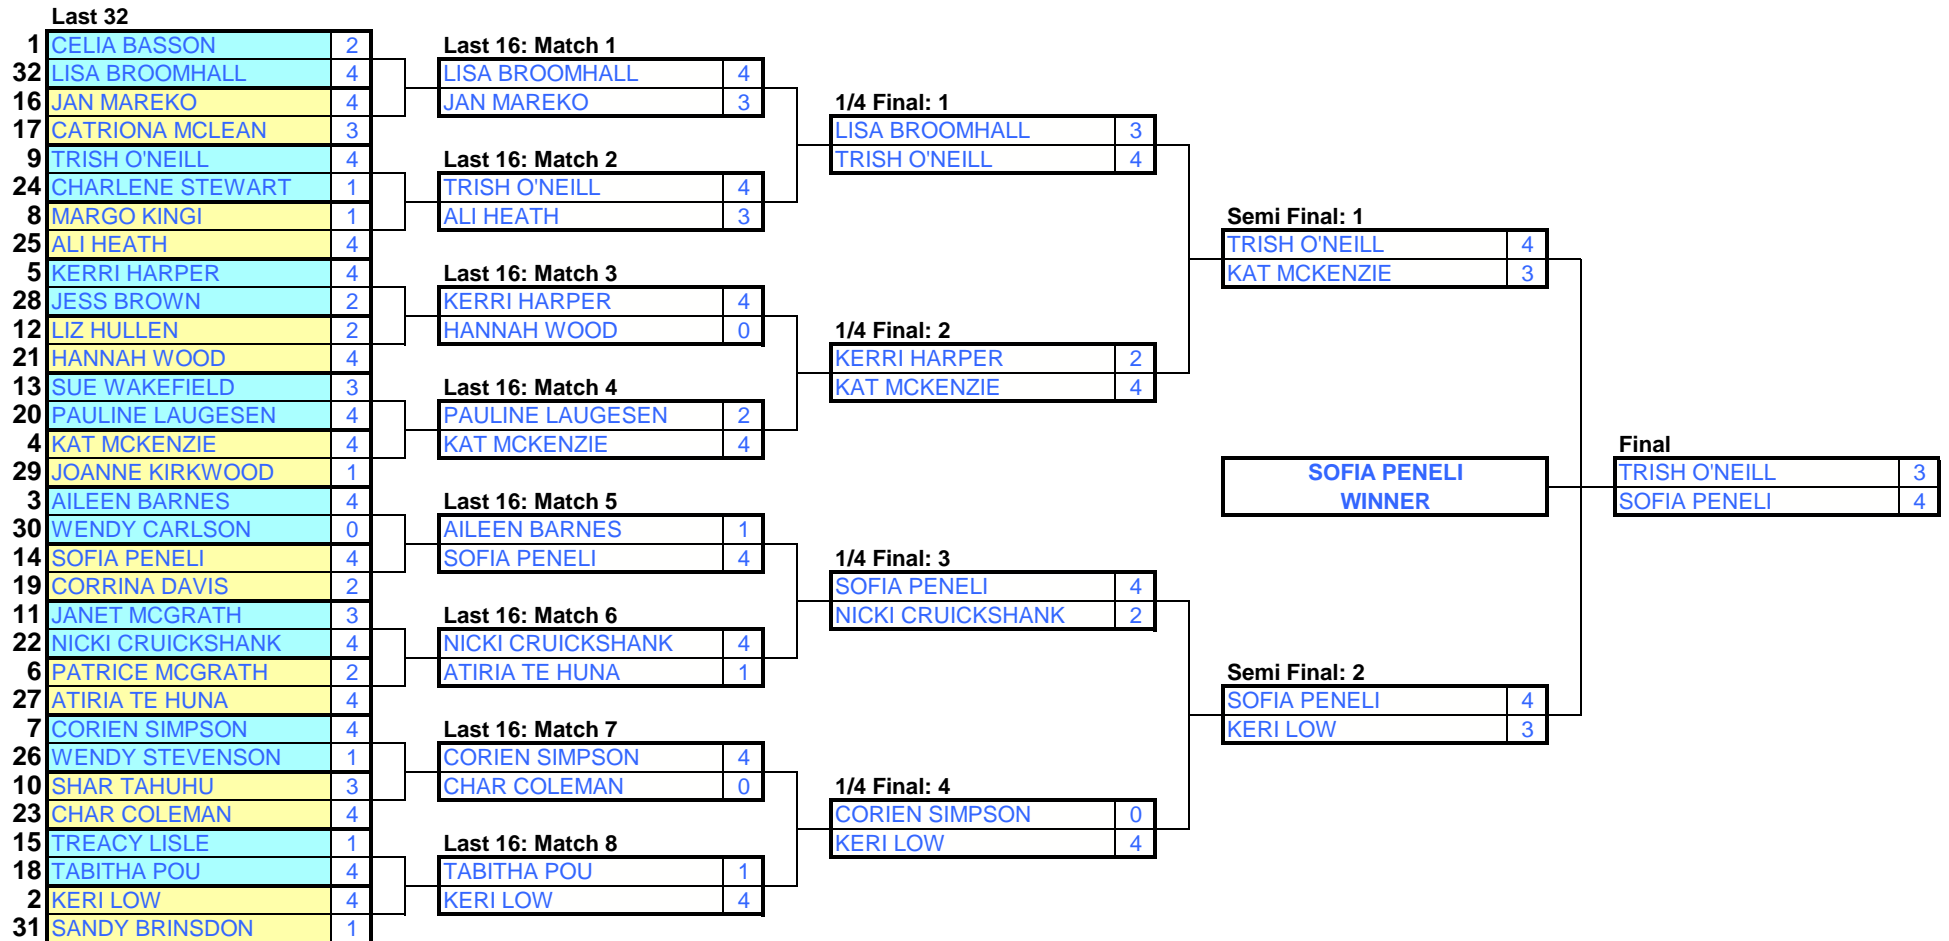 Last 32
1 CELIA BASSON 2
32 LISA BROOMHALL 4
16 JAN MAREKO 4
17 CATRIONA MCLEAN 3
9 TRISH O'NEILL 4
24 CHARLENE STEWART 1
8 MARGO KINGI 1
25 ALI HEATH 4
5 KERRI HARPER 4
28 JESS BROWN 2
12 LIZ HULLEN 2
21 HANNAH WOOD 4
13 SUE WAKEFIELD 3
20 PAULINE LAUGESEN 4
4 KAT MCKENZIE 4
29 JOANNE KIRKWOOD 1
3 AILEEN BARNES 4
30 WENDY CARLSON 0
14 SOFIA PENELI 4
19 CORRINA DAVIS 2
11 JANET MCGRATH 3
22 NICKI CRUICKSHANK 4
6 PATRICE MCGRATH 2
27 ATIRIA TE HUNA 4
7 CORIEN SIMPSON 4
26 WENDY STEVENSON 1
10 SHAR TAHUHU 3
23 CHAR COLEMAN 4
15 TREACY LISLE 1
18 TABITHA POU 4
2 KERI LOW 4
31 SANDY BRINSDON 1
Last 16: Match 1
LISA BROOMHALL 4
JAN MAREKO 3
Last 16: Match 2
TRISH O'NEILL 4
ALI HEATH 3
Last 16: Match 3
KERRI HARPER 4
HANNAH WOOD 0
Last 16: Match 4
PAULINE LAUGESEN 2
KAT MCKENZIE 4
Last 16: Match 5
AILEEN BARNES 1
SOFIA PENELI 4
Last 16: Match 6
NICKI CRUICKSHANK 4
ATIRIA TE HUNA 1
Last 16: Match 7
CORIEN SIMPSON 4
CHAR COLEMAN 0
Last 16: Match 8
TABITHA POU 1
KERI LOW 4
1/4 Final: 1
LISA BROOMHALL 3
TRISH O'NEILL 4
1/4 Final: 2
KERRI HARPER 2
KAT MCKENZIE 4
1/4 Final: 3
SOFIA PENELI 4
NICKI CRUICKSHANK 2
1/4 Final: 4
CORIEN SIMPSON 0
KERI LOW 4
Semi Final: 1
TRISH O'NEILL 4
KAT MCKENZIE 3
SOFIA PENELI
WINNER
Semi Final: 2
SOFIA PENELI 4
KERI LOW 3
Final
TRISH O'NEILL 3
SOFIA PENELI 4